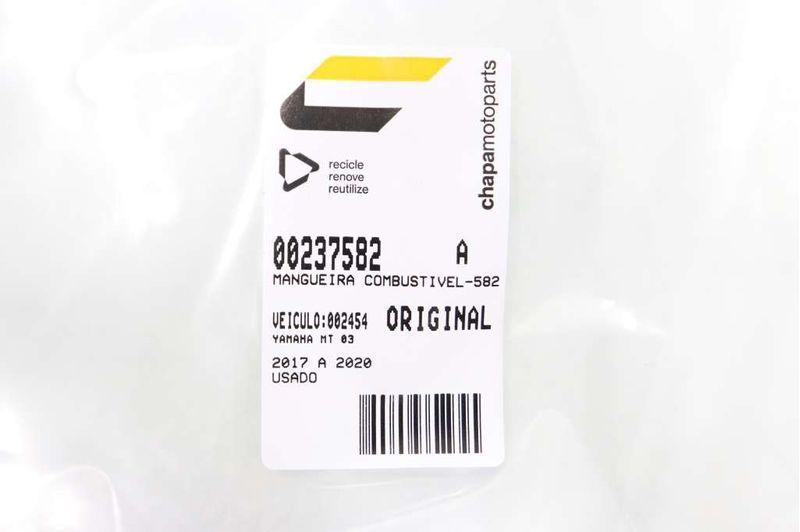 chapamotoparts
recicle
renove
reutilize
00237582 A
MANGUEIRA COMBUSTIVEL-582
VEICULO:002454 ORIGINAL
YAMAHA MT 03
2017 A 2020
USADO